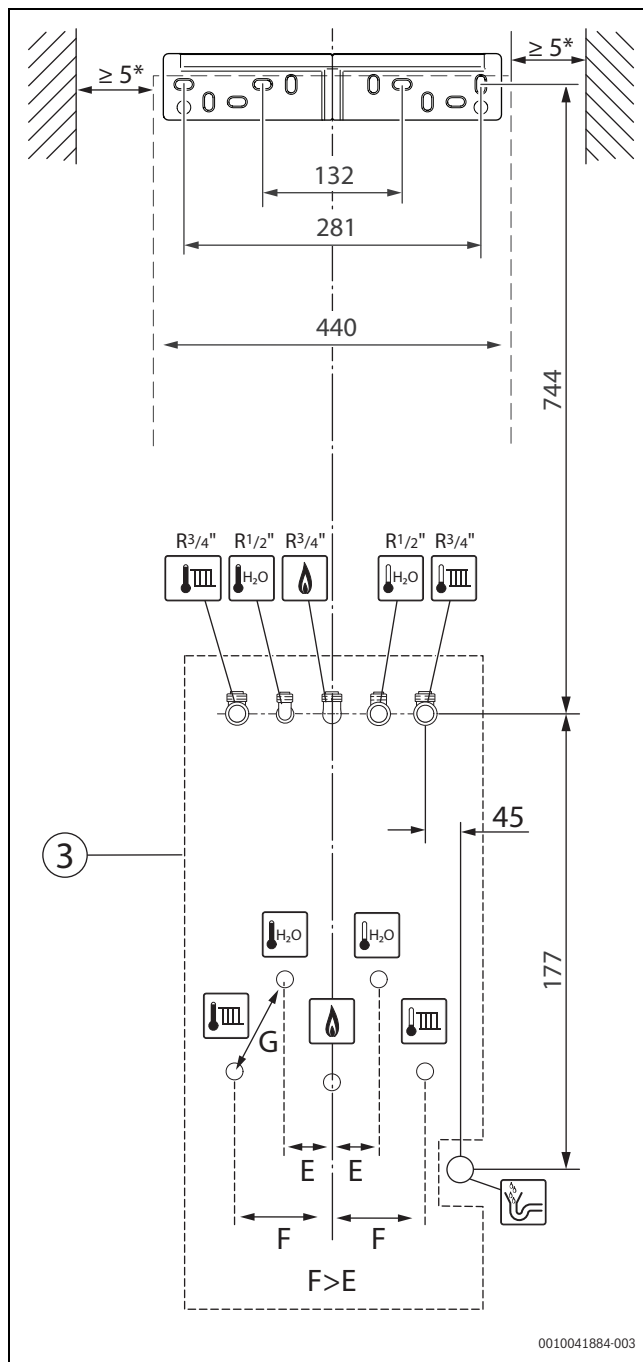 ≥ 5* ≥ 5*
132
281
440
744
R3/4" R1/2" R3/4" R1/2" R3/4"
H₂O H₂O
45
3
177
H₂O H₂O
G
E E
F F
F>E
0010041884-003